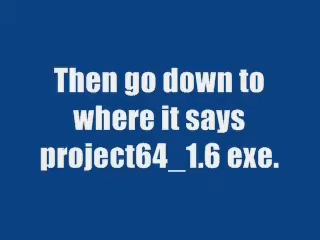 Then go down to
where it says
project64_1.6 exe.